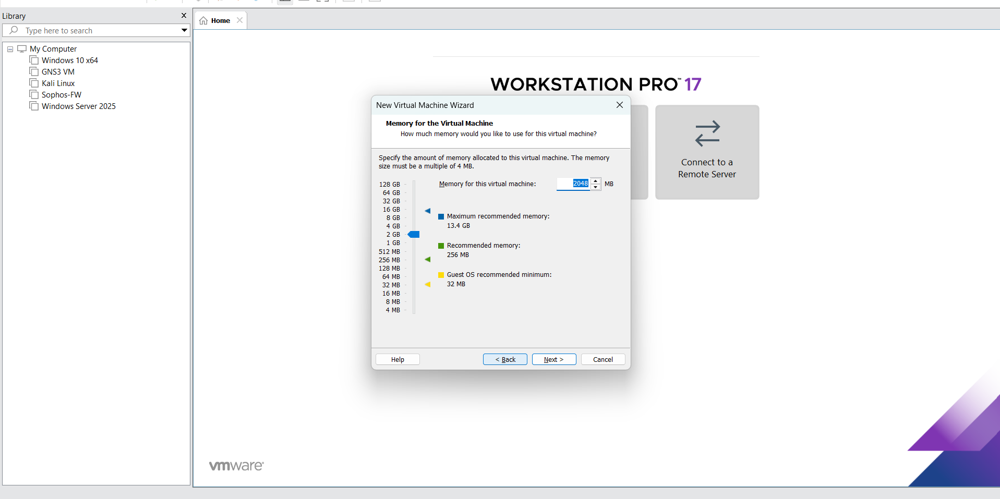 Library
Type here to search
My Computer
Windows 10 x64
GNS3 VM
Kali Linux
Sophos-FW
Windows Server 2025
Home
WORKSTATION PRO™ 17
New Virtual Machine Wizard
Memory for the Virtual Machine
How much memory would you like to use for this virtual machine?
Specify the amount of memory allocated to this virtual machine. The memory
size must be a multiple of 4 MB.
Memory for this virtual machine: 2048 MB
128 GB
64 GB
32 GB
16 GB
8 GB
4 GB
2 GB
1 GB
512 MB
256 MB
128 MB
64 MB
32 MB
16 MB
8 MB
4 MB
Maximum recommended memory:
13.4 GB
Recommended memory:
256 MB
Guest OS recommended minimum:
32 MB
Help
< Back
Next >
Cancel
Connect to a
Remote Server
vmware®